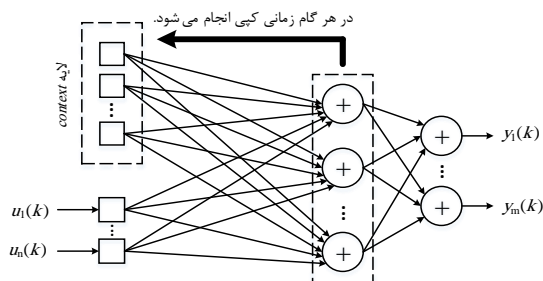 در هر گام زمانی کپی انجام می‌شود.
لایه context
+
+
+
+
+
u₁(k)
uₙ(k)
y₁(k)
yₘ(k)